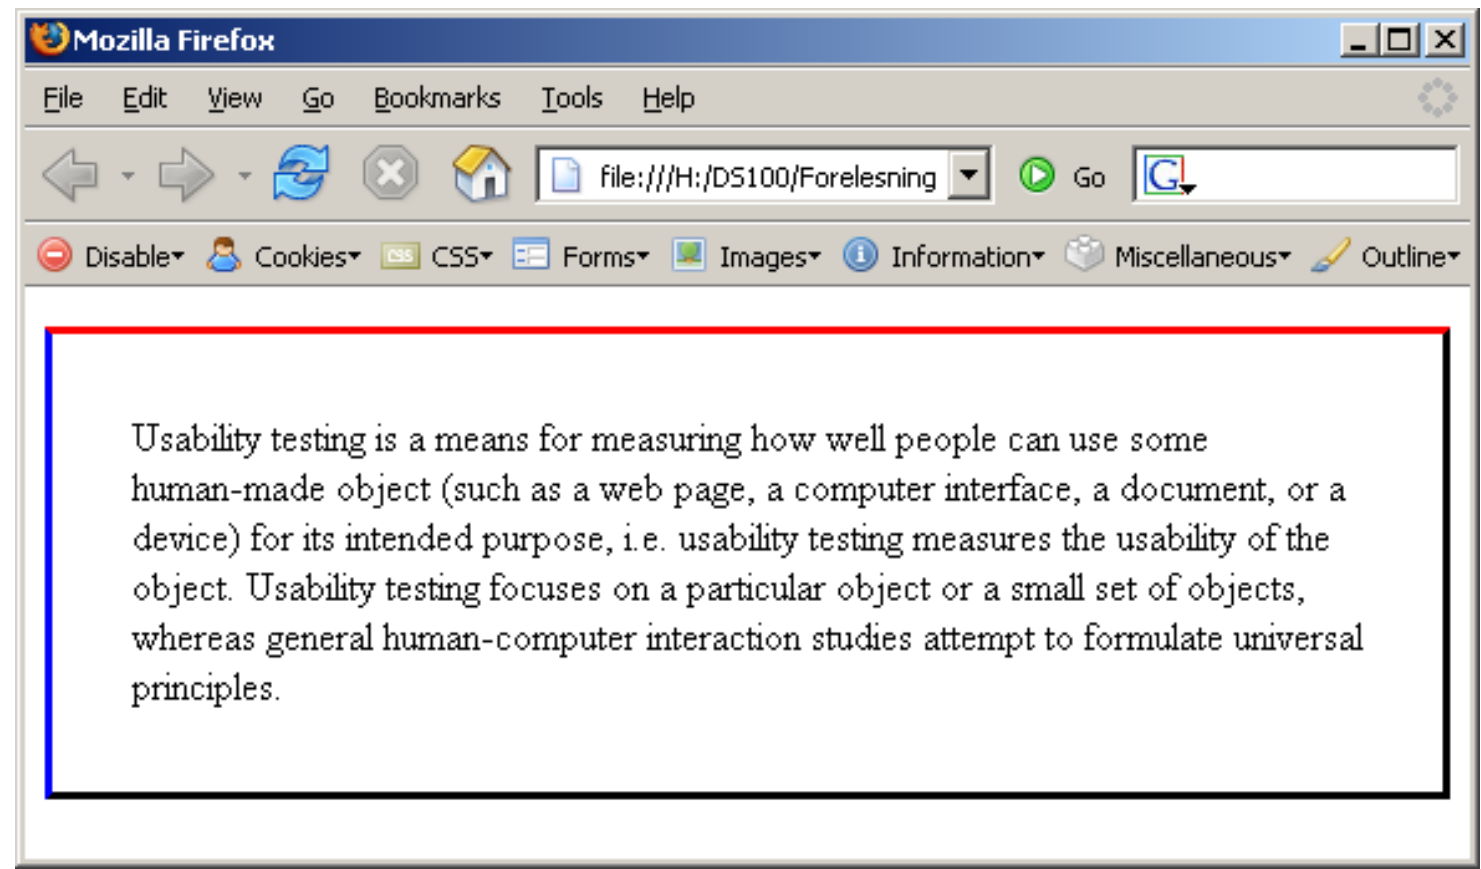 Mozilla Firefox
File Edit View Go Bookmarks Tools Help
file:///H:/DS100/Forelesning Go G
Disable Cookies CSS CSS Forms Images Information Miscellaneous Outline
Usability testing is a means for measuring how well people can use some
human-made object (such as a web page, a computer interface, a document, or a
device) for its intended purpose, i.e. usability testing measures the usability of the
object. Usability testing focuses on a particular object or a small set of objects,
whereas general human-computer interaction studies attempt to formulate universal
principles.